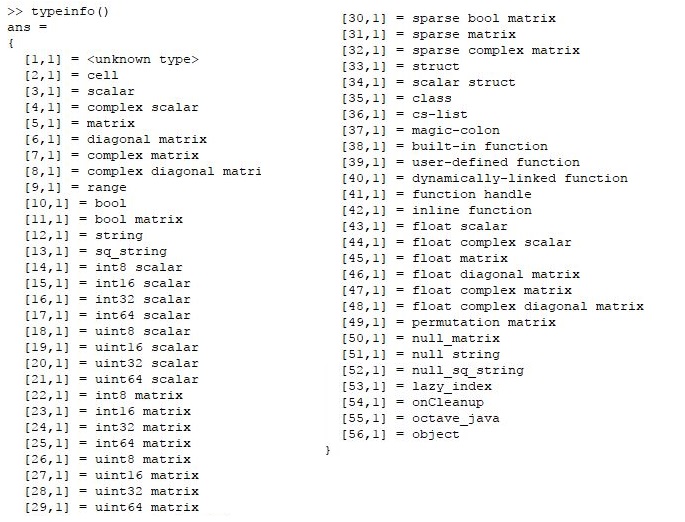 >> typeinfo()
ans =
{
[1,1] = <unknown type>
[2,1] = cell
[3,1] = scalar
[4,1] = complex scalar
[5,1] = matrix
[6,1] = diagonal matrix
[7,1] = complex matrix
[8,1] = complex diagonal matri
[9,1] = range
[10,1] = bool
[11,1] = bool matrix
[12,1] = string
[13,1] = sq_string
[14,1] = int8 scalar
[15,1] = int16 scalar
[16,1] = int32 scalar
[17,1] = int64 scalar
[18,1] = uint8 scalar
[19,1] = uint16 scalar
[20,1] = uint32 scalar
[21,1] = uint64 scalar
[22,1] = int8 matrix
[23,1] = int16 matrix
[24,1] = int32 matrix
[25,1] = int64 matrix
[26,1] = uint8 matrix
[27,1] = uint16 matrix
[28,1] = uint32 matrix
[29,1] = uint64 matrix
[30,1] = sparse bool matrix
[31,1] = sparse matrix
[32,1] = sparse complex matrix
[33,1] = struct
[34,1] = scalar struct
[35,1] = class
[36,1] = cs-list
[37,1] = magic-colon
[38,1] = built-in function
[39,1] = user-defined function
[40,1] = dynamically-linked function
[41,1] = function handle
[42,1] = inline function
[43,1] = float scalar
[44,1] = float complex scalar
[45,1] = float matrix
[46,1] = float diagonal matrix
[47,1] = float complex matrix
[48,1] = float complex diagonal matrix
[49,1] = permutation matrix
[50,1] = null_matrix
[51,1] = null string
[52,1] = null_sq_string
[53,1] = lazy_index
[54,1] = onCleanup
[55,1] = octave_java
[56,1] = object
}